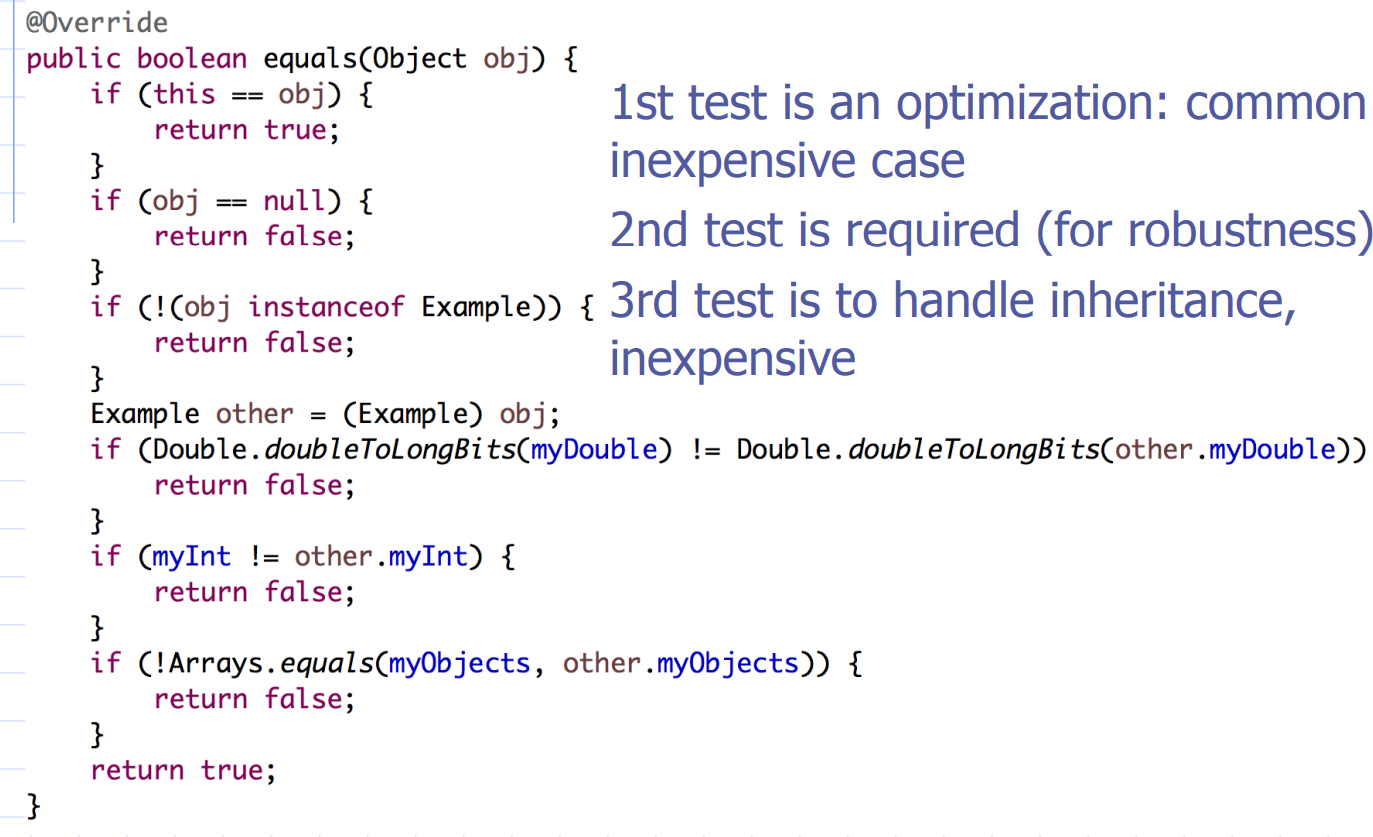 @Override
public boolean equals(Object obj) {
if (this == obj) {
return true;
}
if (obj == null) {
return false;
}
if (!(obj instanceof Example)) {
return false;
}
Example other = (Example) obj;
if (Double.doubleToLongBits(myDouble) != Double.doubleToLongBits(other.myDouble))
return false;
}
if (myInt != other.myInt) {
return false;
}
if (!Arrays.equals(myObjects, other.myObjects)) {
return false;
}
return true;
}
1st test is an optimization: common
inexpensive case
2nd test is required (for robustness)
3rd test is to handle inheritance,
inexpensive